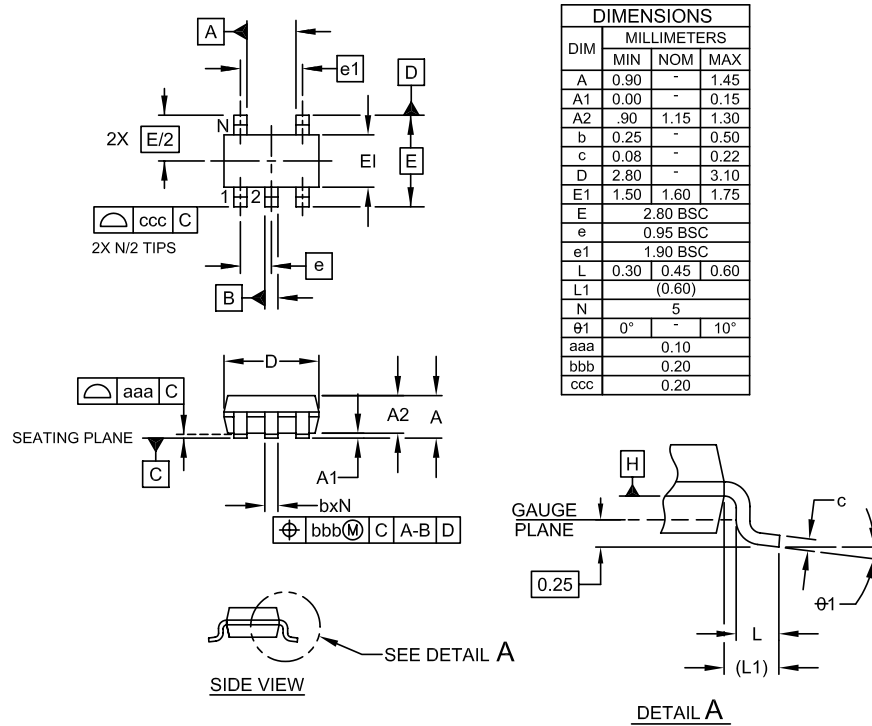 A
e1
D
N
2X E/2
EI
E
1 2
⌓ ccc C
2X N/2 TIPS
e
B
D
⌓ aaa C
A2 A
SEATING PLANE
C
A1
bxN
⌖ bbbⓂ C A-B D
SEE DETAIL A
SIDE VIEW
DIMENSIONS
DIM MILLIMETERS
MIN NOM MAX
A 0.90 - 1.45
A1 0.00 - 0.15
A2 .90 1.15 1.30
b 0.25 - 0.50
c 0.08 - 0.22
D 2.80 - 3.10
E1 1.50 1.60 1.75
E 2.80 BSC
e 0.95 BSC
e1 1.90 BSC
L 0.30 0.45 0.60
L1 (0.60)
N 5
θ1 0° - 10°
aaa 0.10
bbb 0.20
ccc 0.20
H
c
GAUGE
PLANE
0.25
θ1
L
(L1)
DETAIL A